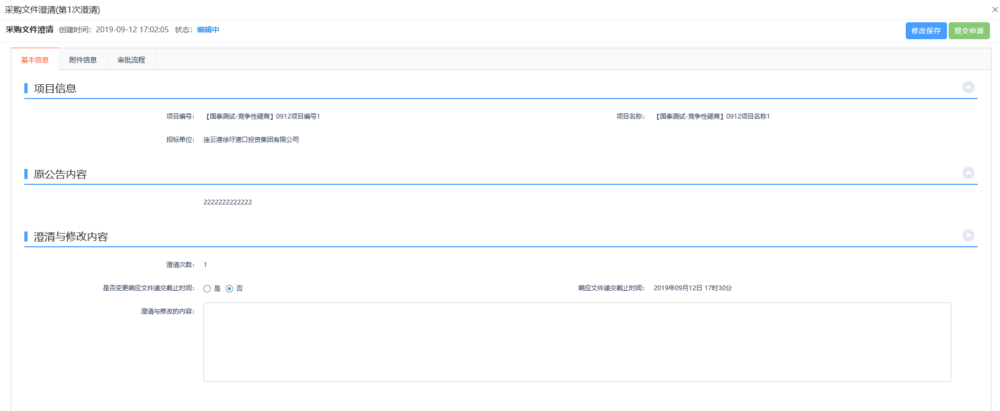 采购文件澄清(第1次澄清)
采购文件澄清 创建时间：2019-09-12 17:02:05 状态：编辑中 修改保存 提交申请
基本信息 附件信息 审批流程
项目信息
项目编号： 【国泰测试-竞争性磋商】0912项目编号1 项目名称： 【国泰测试-竞争性磋商】0912项目名称1
招标单位： 连云港徐圩港口投资集团有限公司
原公告内容
2222222222222
澄清与修改内容
澄清次数： 1
是否变更响应文件递交截止时间： 是 否 响应文件递交截止时间： 2019年09月12日 17时30分
澄清与修改的内容：